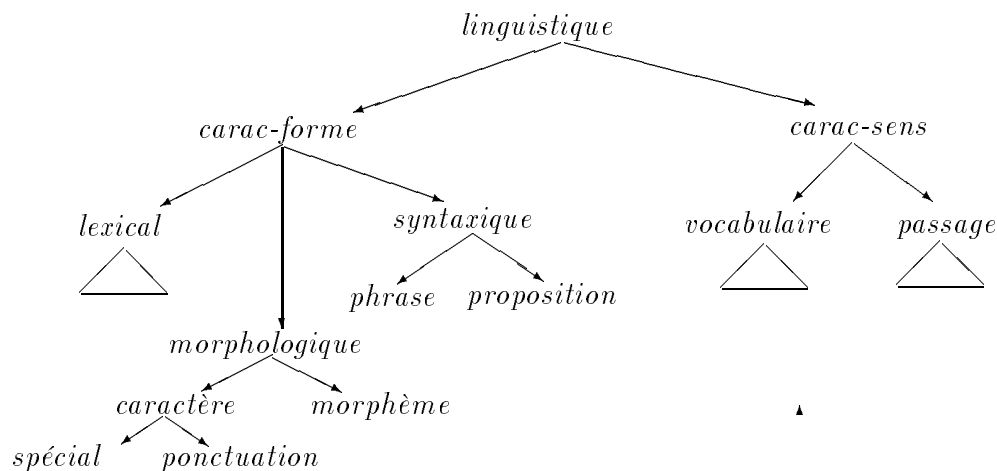 linguistique
carac-forme carac-sens
lexical syntaxique vocabulaire passage
phrase proposition
morphologique
caractère morphème
spécial ponctuation